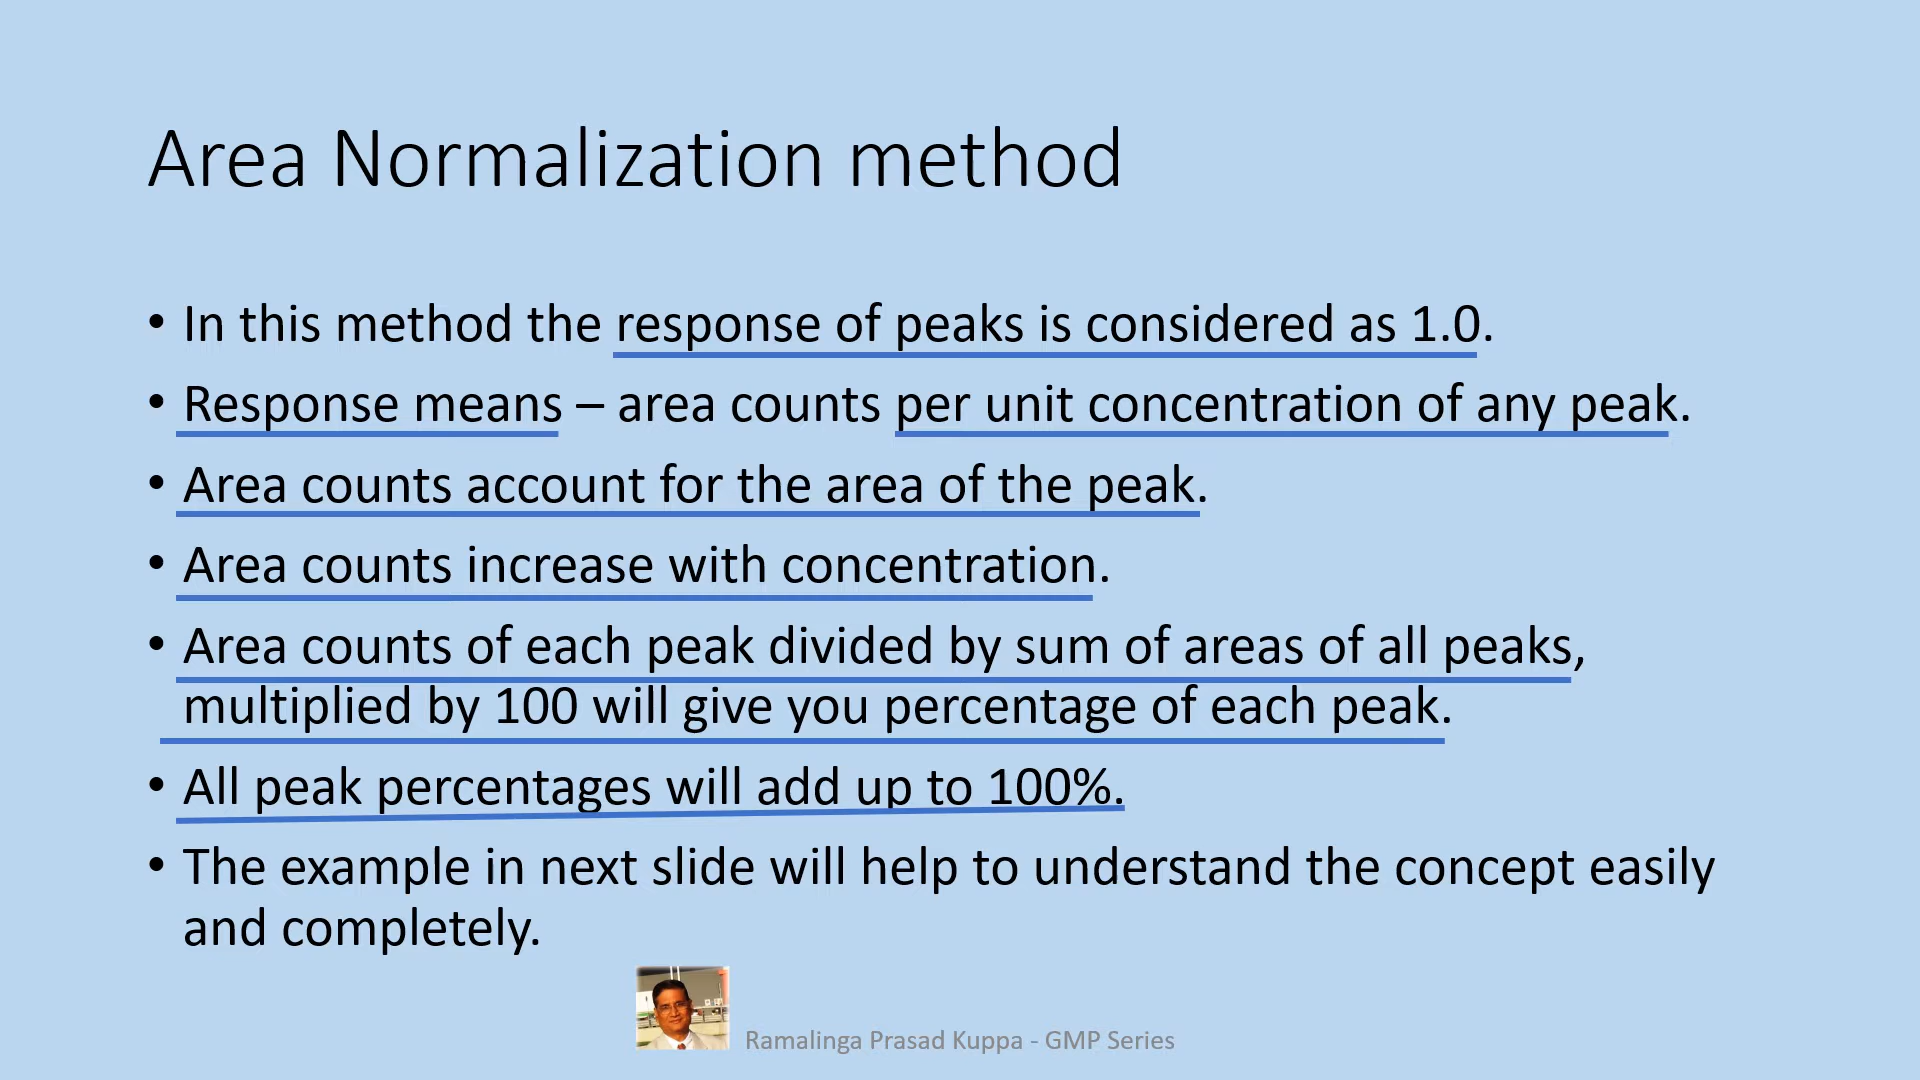 Area Normalization method
• In this method the response of peaks is considered as 1.0.
• Response means – area counts per unit concentration of any peak.
• Area counts account for the area of the peak.
• Area counts increase with concentration.
• Area counts of each peak divided by sum of areas of all peaks,
multiplied by 100 will give you percentage of each peak.
• All peak percentages will add up to 100%.
• The example in next slide will help to understand the concept easily
and completely.
Ramalinga Prasad Kuppa - GMP Series